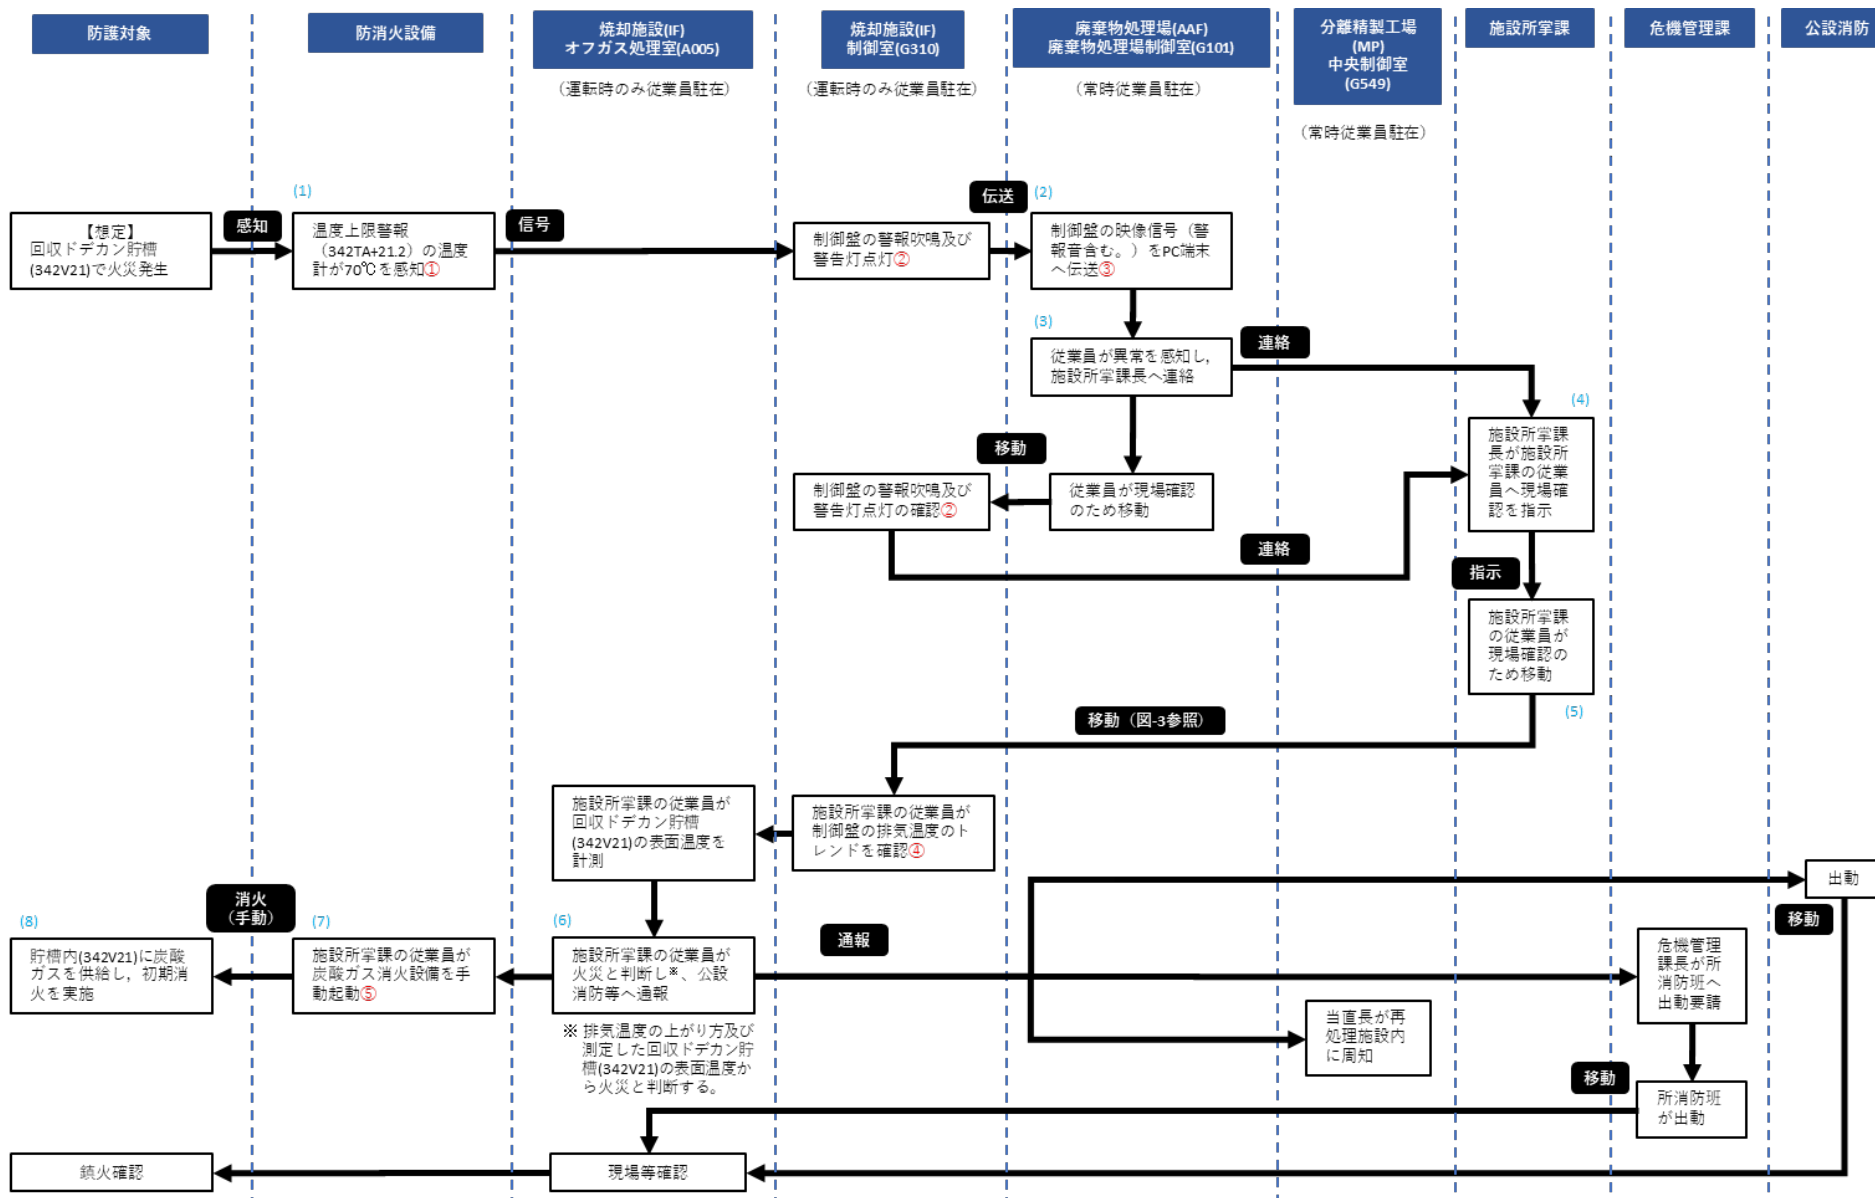 防護対象
防消火設備
焼却施設(IF)
オフガス処理室(A005)
焼却施設(IF)
制御室(G310)
廃棄物処理場(AAF)
廃棄物処理場制御室(G101)
分離精製工場
(MP)
中央制御室
(G549)
施設所掌課
危機管理課
公設消防
（運転時のみ従業員駐在）
（運転時のみ従業員駐在）
（常時従業員駐在）
（常時従業員駐在）
(1)
伝送
(2)
【想定】
回収ドデカン貯槽
(342V21)で火災発生
感知
温度上限警報
（342TA+21.2）の温度
計が70℃を感知①
信号
制御盤の警報吹鳴及び
警告灯点灯②
制御盤の映像信号（警
報音含む。）をPC端末
へ伝送③
(3)
従業員が異常を感知し，
施設所掌課長へ連絡
連絡
(4)
施設所掌課
長が施設所
掌課の従業
員へ現場確
認を指示
移動
制御盤の警報吹鳴及び
警告灯点灯の確認②
従業員が現場確認
のため移動
連絡
指示
施設所掌課
の従業員が
現場確認の
ため移動
(5)
移動（図-3参照）
施設所掌課の従業員が
回収ドデカン貯槽
(342V21)の表面温度を
計測
施設所掌課の従業員が
制御盤の排気温度のト
レンドを確認④
出動
移動
消火
（手動）
(8)
貯槽内(342V21)に炭酸
ガスを供給し，初期消
火を実施
(7)
施設所掌課の従業員が
炭酸ガス消火設備を手
動起動⑤
(6)
施設所掌課の従業員が
火災と判断し※、公設
消防等へ通報
通報
危機管理
課長が所
消防班へ
出動要請
※ 排気温度の上がり方及び
測定した回収ドデカン貯
槽(342V21)の表面温度か
ら火災と判断する。
当直長が再
処理施設内
に周知
移動
所消防班
が出動
鎮火確認
現場等確認